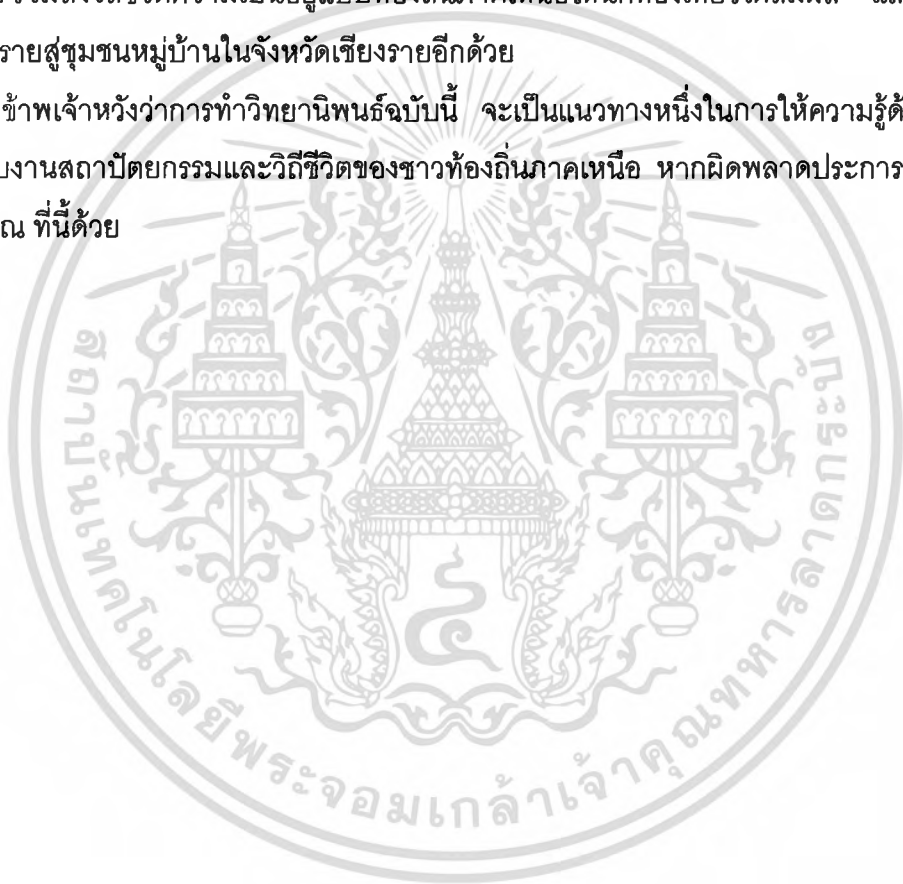 รายสู่ชุมชนหมู่บ้านในจังหวัดเชียงรายอีกด้วย
ข้าพเจ้าหวังว่าการทำวิทยานิพนธ์ฉบับนี้ จะเป็นแนวทางหนึ่งในการให้ความรู้ด้
บงานสถาปัตยกรรมและวิถีชีวิตของชาวท้องถิ่นภาคเหนือ หากผิดพลาดประการ
ณ ที่นี้ด้วย
สถาบันเทคโนโลยีพระจอมเกล้าเจ้าคุณทหารลาดกระบัง